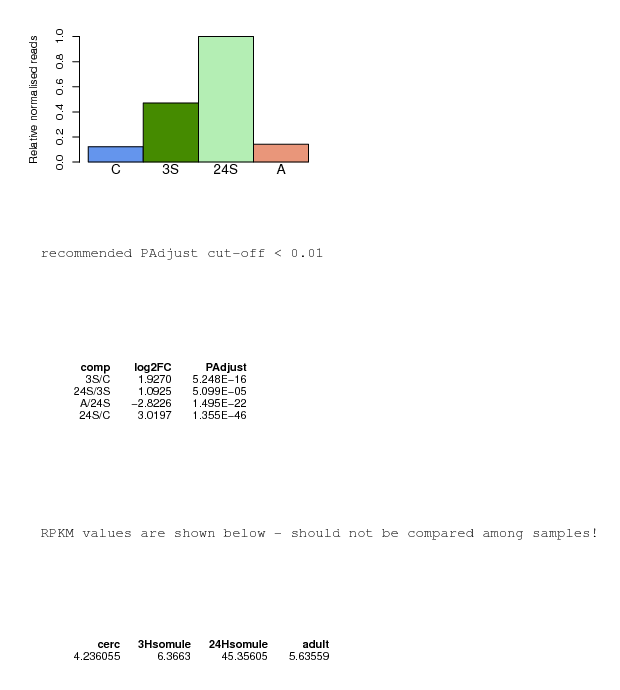 Relative normalised reads
1.0
0.8
0.6
0.4
0.2
0.0
C 3S 24S A
recommended PAdjust cut-off < 0.01
comp log2FC PAdjust
3S/C 1.9270 5.248E−16
24S/3S 1.0925 5.099E−05
A/24S −2.8226 1.495E−22
24S/C 3.0197 1.355E−46
RPKM values are shown below - should not be compared among samples!
cerc 3Hsomule 24Hsomule adult
4.236055 6.3663 45.35605 5.63559